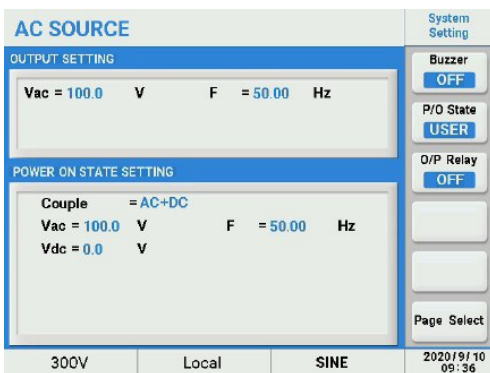 AC SOURCE
System
Setting
OUTPUT SETTING
Vac = 100.0 V F = 50.00 Hz
Buzzer
OFF
P/O State
USER
O/P Relay
OFF
POWER ON STATE SETTING
Couple = AC+DC
Vac = 100.0 V F = 50.00 Hz
Vdc = 0.0 V
Page Select
300V Local SINE
2020/9/10
09:36